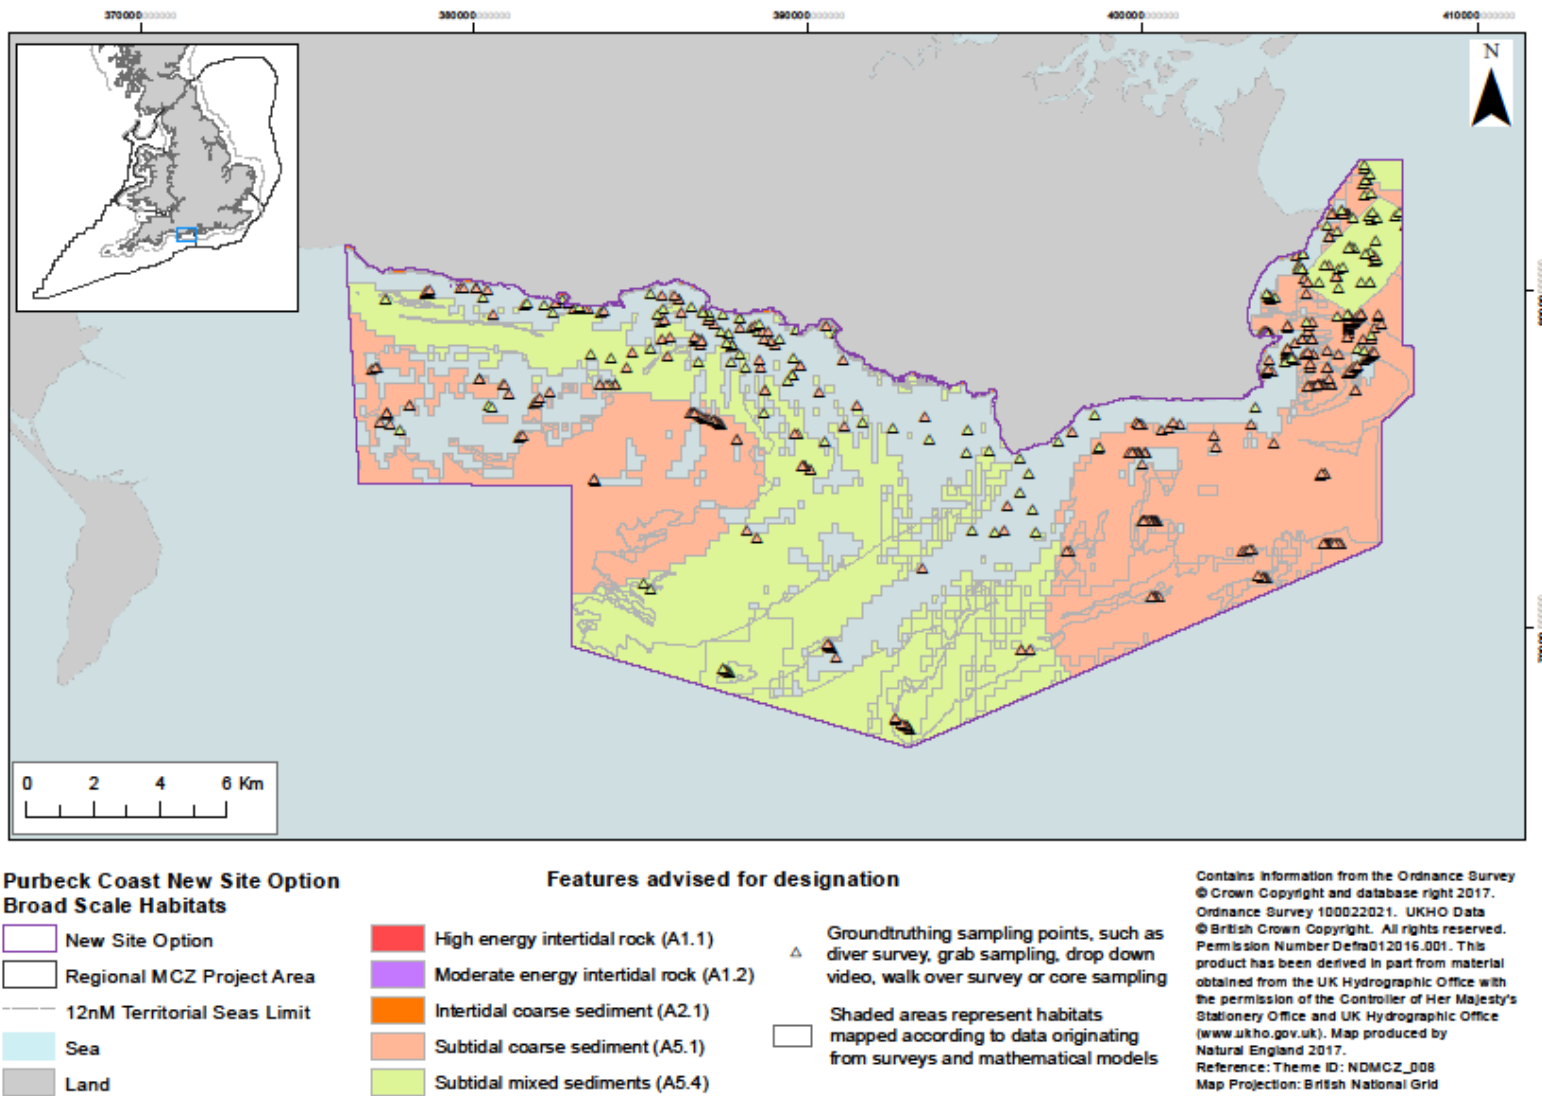 370000
380000
390000
400000
410000
N
0 2 4 6 Km
Purbeck Coast New Site Option
Broad Scale Habitats
New Site Option
Regional MCZ Project Area
12nM Territorial Seas Limit
Sea
Land
Features advised for designation
High energy intertidal rock (A1.1)
Moderate energy intertidal rock (A1.2)
Intertidal coarse sediment (A2.1)
Subtidal coarse sediment (A5.1)
Subtidal mixed sediments (A5.4)
Groundtruthing sampling points, such as
diver survey, grab sampling, drop down
video, walk over survey or core sampling
Shaded areas represent habitats
mapped according to data originating
from surveys and mathematical models
Contains Information from the Ordnance Survey
© Crown Copyright and database right 2017.
Ordnance Survey 100022021. UKHO Data
© British Crown Copyright. All rights reserved.
Permission Number Defra012016.001. This
product has been derived in part from material
obtained from the UK Hydrographic Office with
the permission of the Controller of Her Majesty's
Stationery Office and UK Hydrographic Office
(www.ukho.gov.uk). Map produced by
Natural England 2017.
Reference: Theme ID: NDMCZ_008
Map Projection: British National Grid